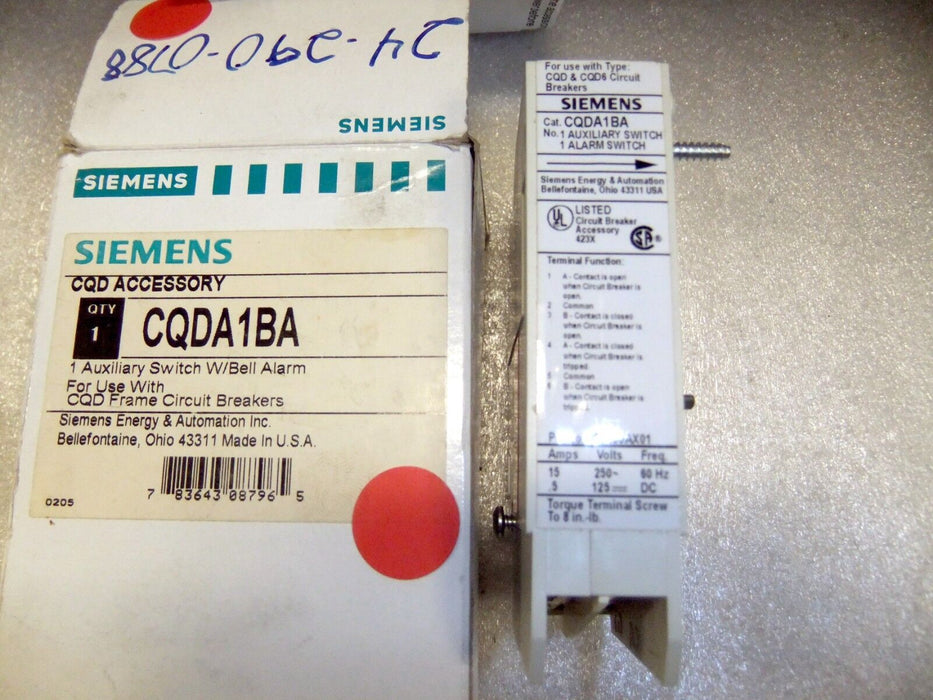 24-290-0788
SIEMENS
SIEMENS
SIEMENS
CQD ACCESSORY
QTY
1
CQDA1BA
1 Auxiliary Switch W/Bell Alarm
For Use With
CQD Frame Circuit Breakers
Siemens Energy & Automation Inc.
Bellefontaine, Ohio 43311 Made In U.S.A.
7 83643 08796 5
0205
For use with Type:
CQD & CQD6 Circuit
Breakers
SIEMENS
Cat. CQDA1BA
No. 1 AUXILIARY SWITCH
1 ALARM SWITCH
Siemens Energy & Automation
Bellefontaine, Ohio 43311 USA
UL LISTED
Circuit Breaker
Accessory
423X
SA ®
Terminal Function:
1 A - Contact is open
when Circuit Breaker is
open.
2 Common
3 B - Contact is closed
when Circuit Breaker is
open.
4 A - Contact is closed
when Circuit Breaker is
tripped.
5 Common
6 B - Contact is open
when Circuit Breaker is
tripped.
AX01
Amps Volts Freq.
15 250~ 60 Hz
.5 125 DC
Torque Terminal Screw
To 8 in.-lb.